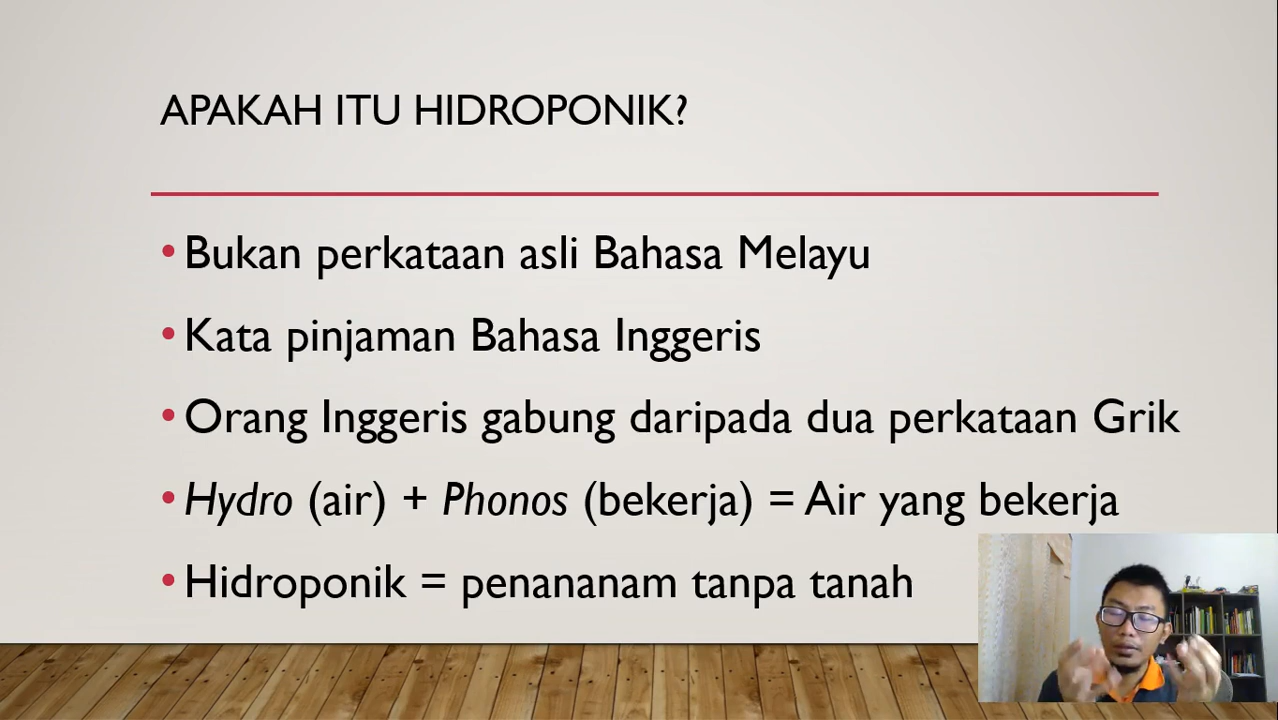 APAKAH ITU HIDROPONIK?
• Bukan perkataan asli Bahasa Melayu
• Kata pinjaman Bahasa Inggeris
• Orang Inggeris gabung daripada dua perkataan Grik
• Hydro (air) + Phonos (bekerja) = Air yang bekerja
• Hidroponik = penananam tanpa tanah